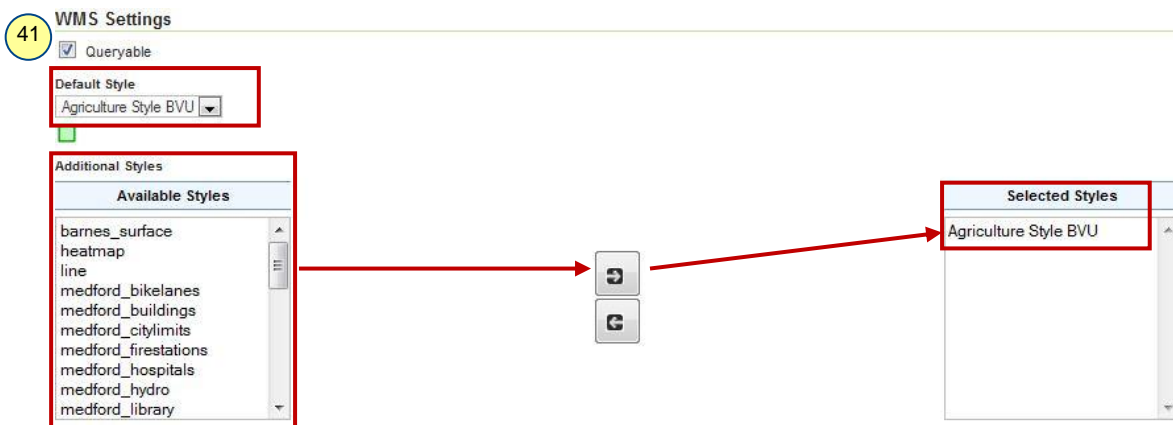 41
WMS Settings
Queryable
Default Style
Agriculture Style BVU
Additional Styles
Available Styles
barnes_surface
heatmap
line
medford_bikelanes
medford_buildings
medford_citylimits
medford_firestations
medford_hospitals
medford_hydro
medford_library
Selected Styles
Agriculture Style BVU